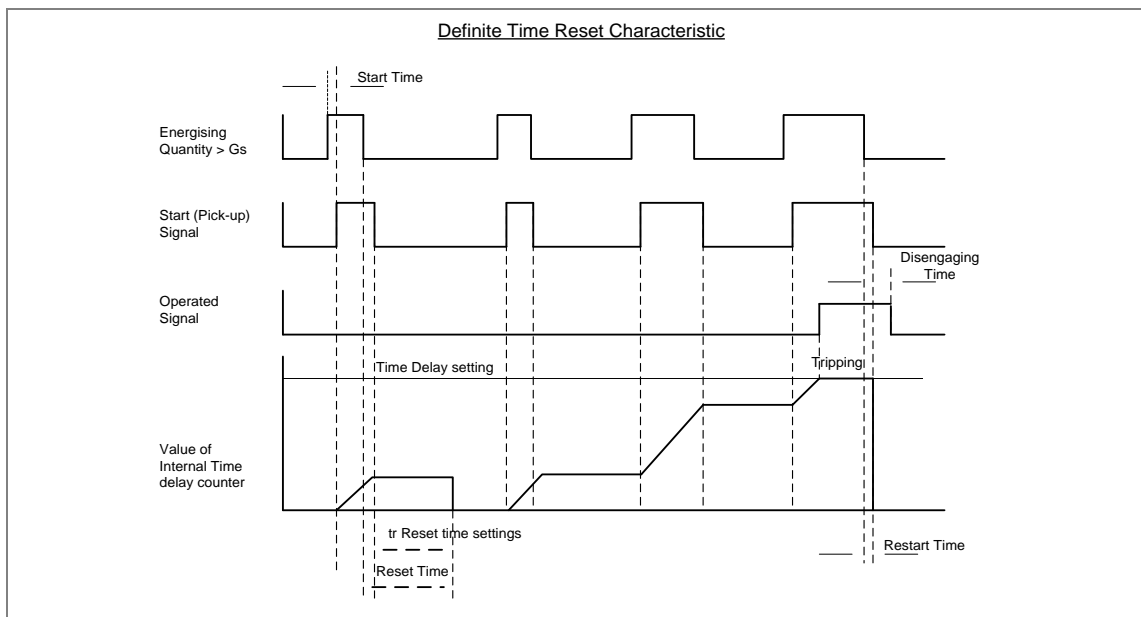 Definite Time Reset Characteristic
Start Time
Energising
Quantity > Gs
Start (Pick-up)
Signal
Disengaging
Time
Operated
Signal
Time Delay setting
Tripping
Value of
Internal Time
delay counter
tr Reset time settings
Restart Time
Reset Time